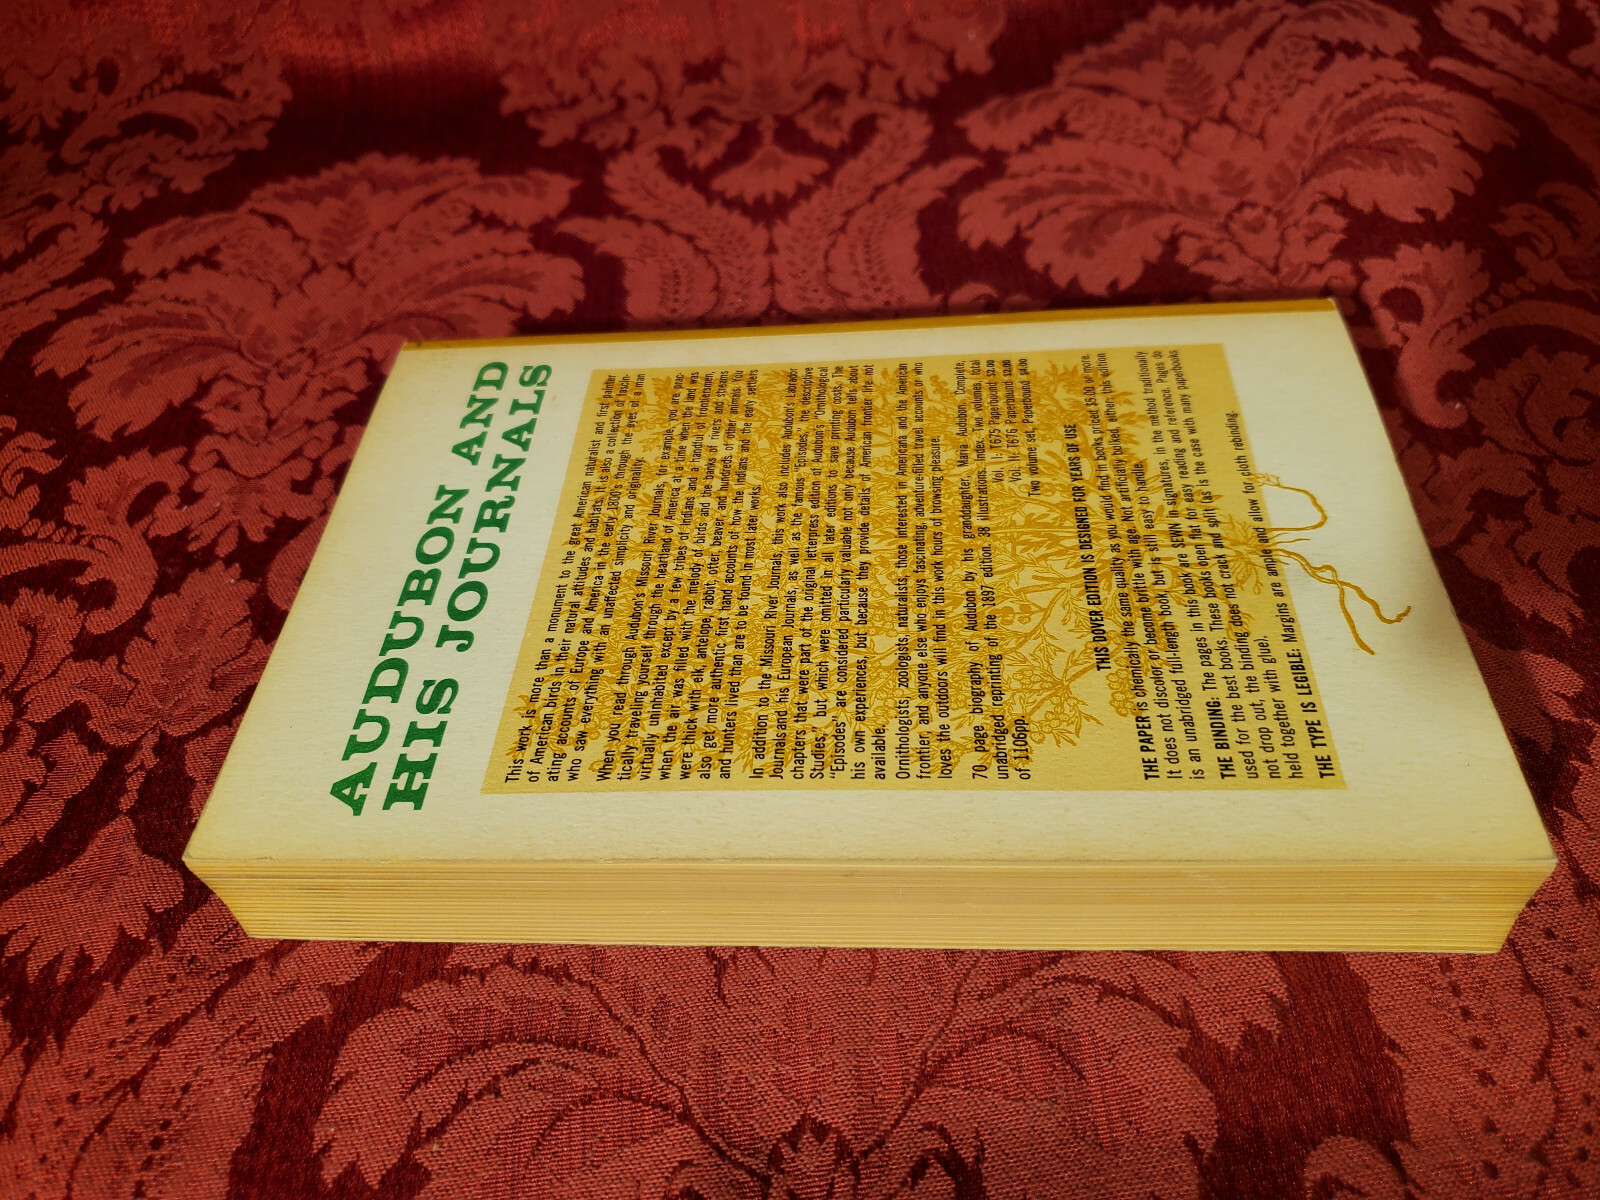 AUDUBON AND
HIS JOURNALS
This work is more than a monument to the great American naturalist and first painter
of American birds in their natural attitudes and habitats. It is also a collection of fascin-
ating accounts of Europe and America in the early 1800's through the eyes of a man
who saw everything with an unaffected simplicity and originality.
When you read through Audubon's Missouri River Journals, for example, you are prac-
tically traveling yourself through the heartland of America at a time when the land was
virtually uninhabited except by a few tribes of Indians and a handful of frontiersmen,
when the air was filled with the melody of birds and the banks of rivers and streams
were thick with elk, antelope, rabbit, otter, beaver, and hundreds of other animals. You
also get more authentic, first hand accounts of how the Indians and the early settlers
and hunters lived than are to be found in most later works.
In addition to the Missouri River Journals, this work also includes Audubon's Labrador
Journals and his European Journals, as well as the famous "Episodes," the descriptive
chapters that were part of the original letterpress edition of Audubon's "Ornithological
Studies," but which were omitted in all later editions to save printing costs. The
"Episodes" are considered particularly valuable not only because Audubon tells about
his own experiences, but because they provide details of American frontier life not
available.
Ornithologists, zoologists, naturalists, those interested in Americana and the American
frontier, and anyone else who enjoys fascinating, adventure-filled travel accounts or who
loves the outdoors will find in this work hours of browsing pleasure.
70 page biography of Audubon by his granddaughter, Maria Audubon. Complete,
unabridged reprinting of the 1897 edition. 38 illustrations. Index. Two volumes, total
of 1106pp.
Vol. I: T675 Paperbound $2.00
Vol. II: T676 Paperbound $2.00
Two volume set, Paperbound $4.00
THIS DOVER EDITION IS DESIGNED FOR YEARS OF USE
THE PAPER is chemically the same quality as you would find in books priced $5.00 or more.
It does not discolor or become brittle with age. Not artificially bulked, either; this edition
is an unabridged full-length book, but is still easy to handle.
THE BINDING: The pages in this book are SEWN in signatures, in the method traditionally
used for the best books. These books open flat for easy reading and reference. Pages do
not drop out, the binding does not crack and split (as is the case with many paperbooks
held together with glue).
THE TYPE IS LEGIBLE: Margins are ample and allow for cloth rebinding.